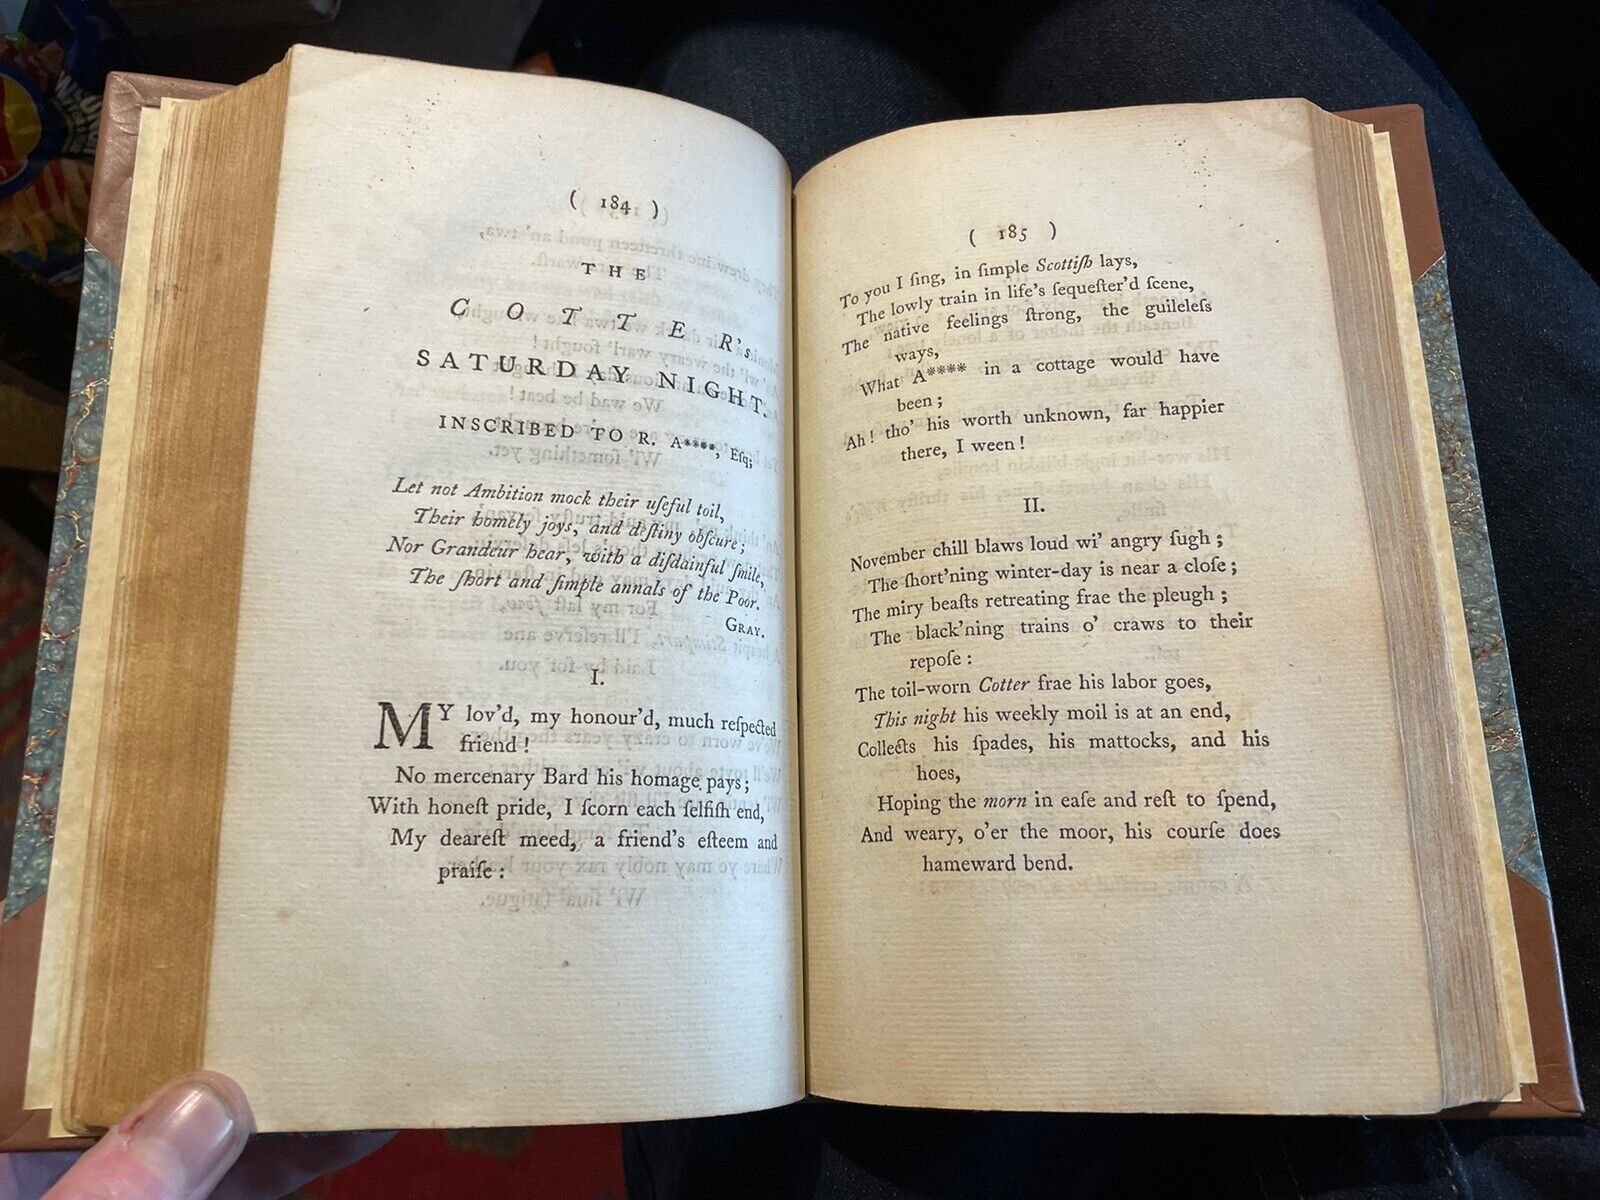 ( 184 )
THE
COTTER's
SATURDAY NIGHT.
INSCRIBED TO R. A****, Eſq;
Let not Ambition mock their uſeful toil,
Their homely joys, and deſtiny obſcure;
Nor Grandeur hear, with a diſdainful ſmile,
The ſhort and ſimple annals of the Poor.
GRAY.
I.
MY lov'd, my honour'd, much reſpected
friend!
No mercenary Bard his homage pays;
With honeſt pride, I ſcorn each ſelfiſh end,
My deareſt meed, a friend's eſteem and
praiſe:
( 185 )
To you I ſing, in ſimple Scottiſh lays,
The lowly train in life's ſequeſter'd ſcene,
The native feelings ſtrong, the guileleſs
ways,
What A**** in a cottage would have
been;
Ah! tho' his worth unknown, far happier
there, I ween!
II.
November chill blaws loud wi' angry ſugh;
The ſhort'ning winter-day is near a cloſe;
The miry beaſts retreating frae the pleugh;
The black'ning trains o' craws to their
repoſe:
The toil-worn Cotter frae his labor goes,
This night his weekly moil is at an end,
Collects his ſpades, his mattocks, and his
hoes,
Hoping the morn in eaſe and reſt to ſpend,
And weary, o'er the moor, his courſe does
hameward bend.